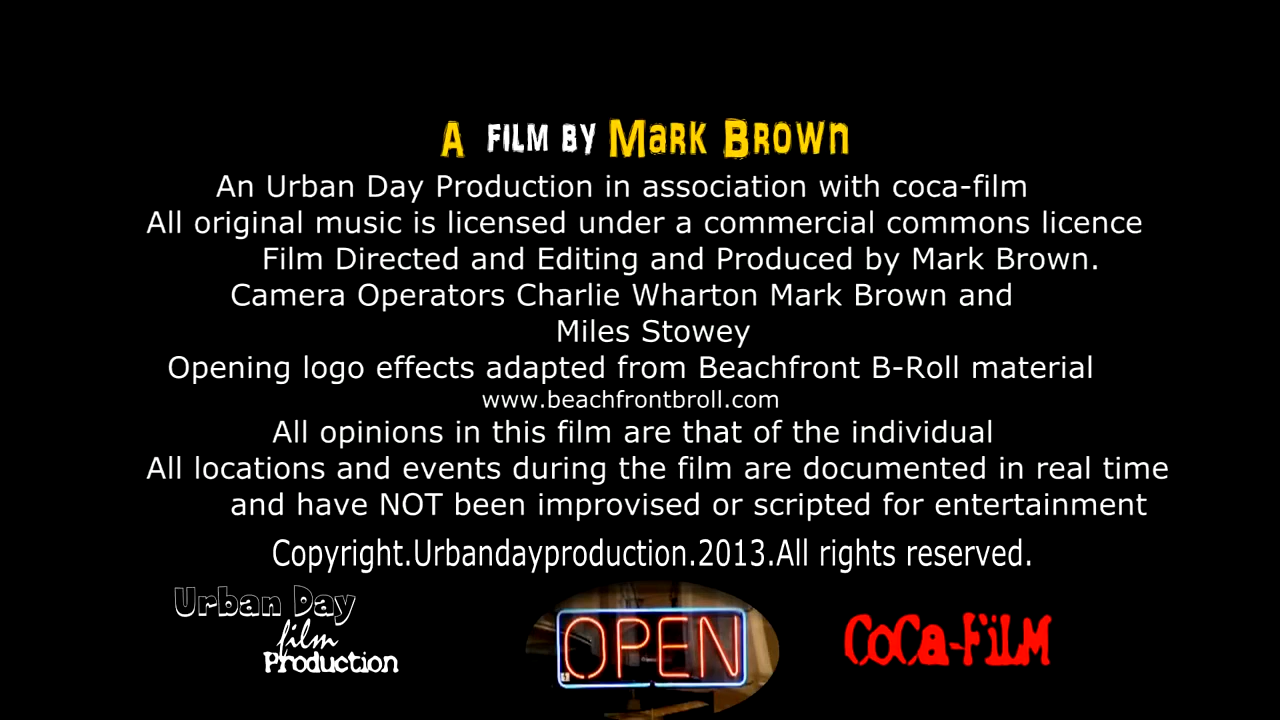 A FILM BY Mark Brown
An Urban Day Production in association with coca-film
All original music is licensed under a commercial commons licence
Film Directed and Editing and Produced by Mark Brown.
Camera Operators Charlie Wharton Mark Brown and
Miles Stowey
Opening logo effects adapted from Beachfront B-Roll material
www.beachfrontbroll.com
All opinions in this film are that of the individual
All locations and events during the film are documented in real time
and have NOT been improvised or scripted for entertainment
Copyright.Urbandayproduction.2013.All rights reserved.
Urban Day
film
Production
OPEN
CoCa-FiLM